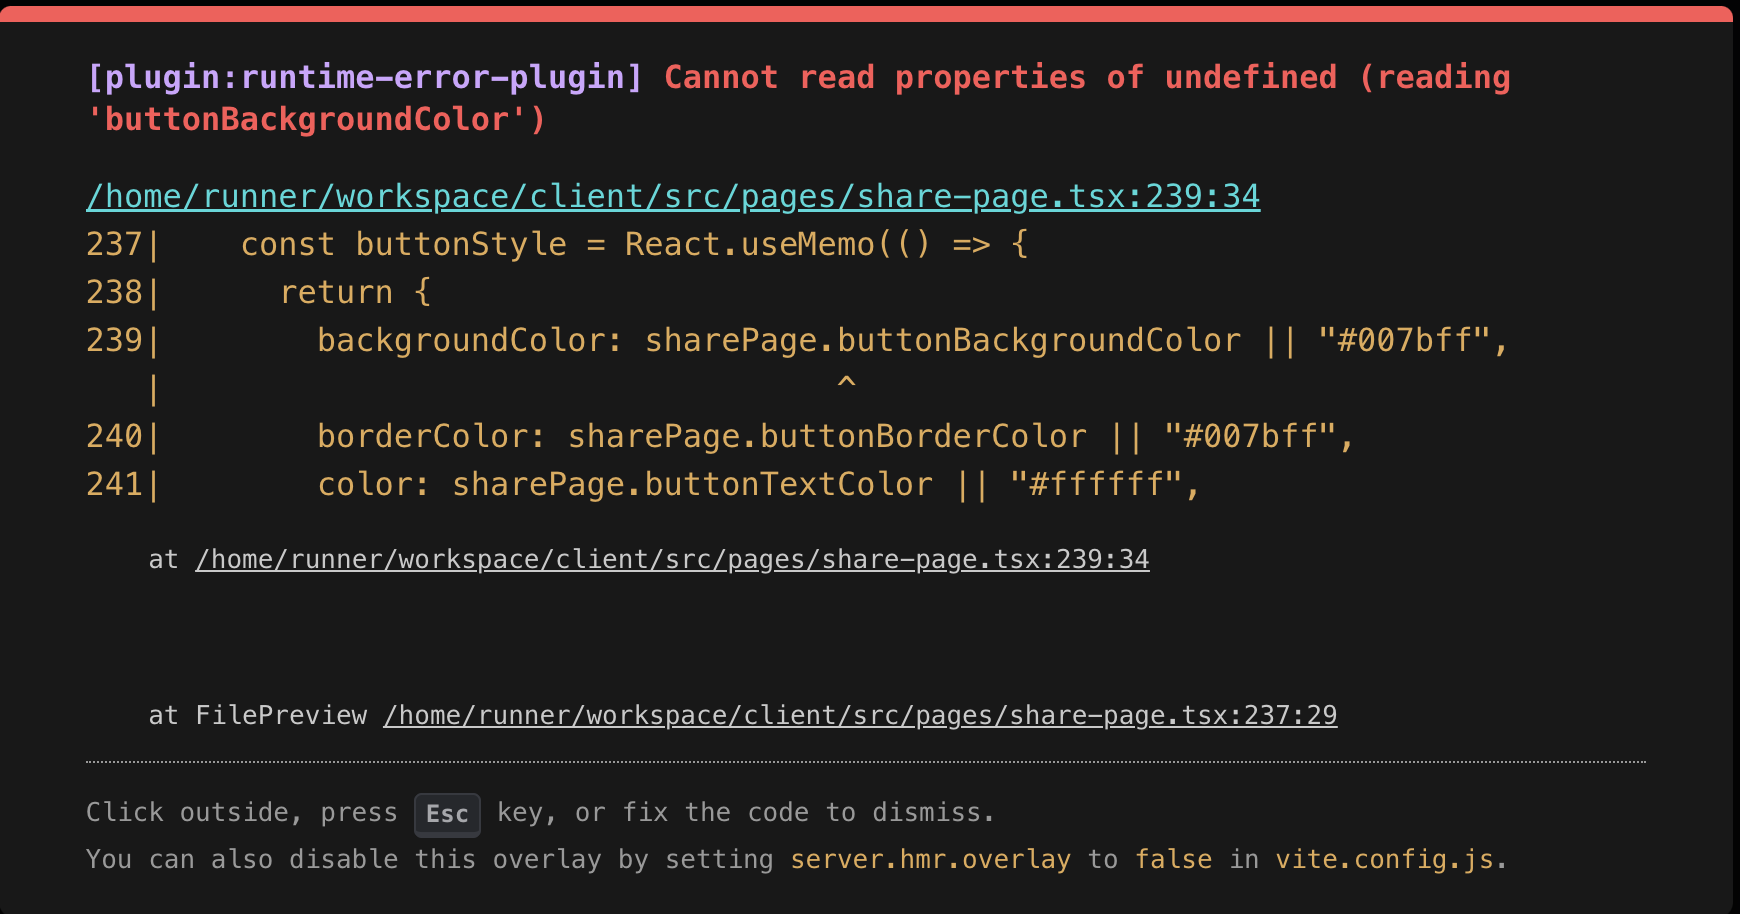 [plugin:runtime-error-plugin] Cannot read properties of undefined (reading
'buttonBackgroundColor')
/home/runner/workspace/client/src/pages/share-page.tsx:239:34
237|    const buttonStyle = React.useMemo(() => {
238|      return {
239|        backgroundColor: sharePage.buttonBackgroundColor || "#007bff",
   |                                   ^
240|        borderColor: sharePage.buttonBorderColor || "#007bff",
241|        color: sharePage.buttonTextColor || "#ffffff",
at /home/runner/workspace/client/src/pages/share-page.tsx:239:34
at FilePreview /home/runner/workspace/client/src/pages/share-page.tsx:237:29
Click outside, press Esc key, or fix the code to dismiss.
You can also disable this overlay by setting server.hmr.overlay to false in vite.config.js.